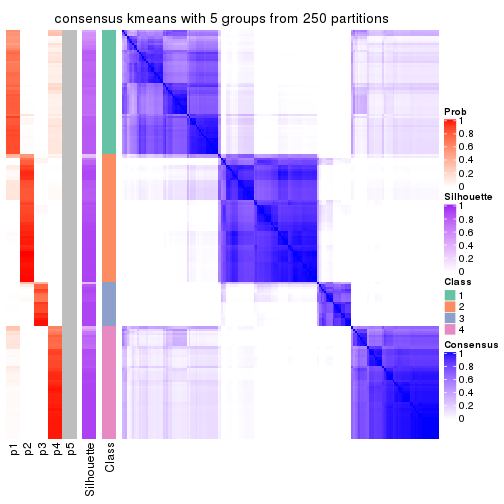 consensus kmeans with 5 groups from 250 partitions
Prob
1
0.8
0.6
0.4
0.2
0
Silhouette
1
0.8
0.6
0.4
0.2
0
Class
1
2
3
4
Consensus
1
0.8
0.6
0.4
0.2
0
p1
p2
p3
p4
p5
Silhouette
Class